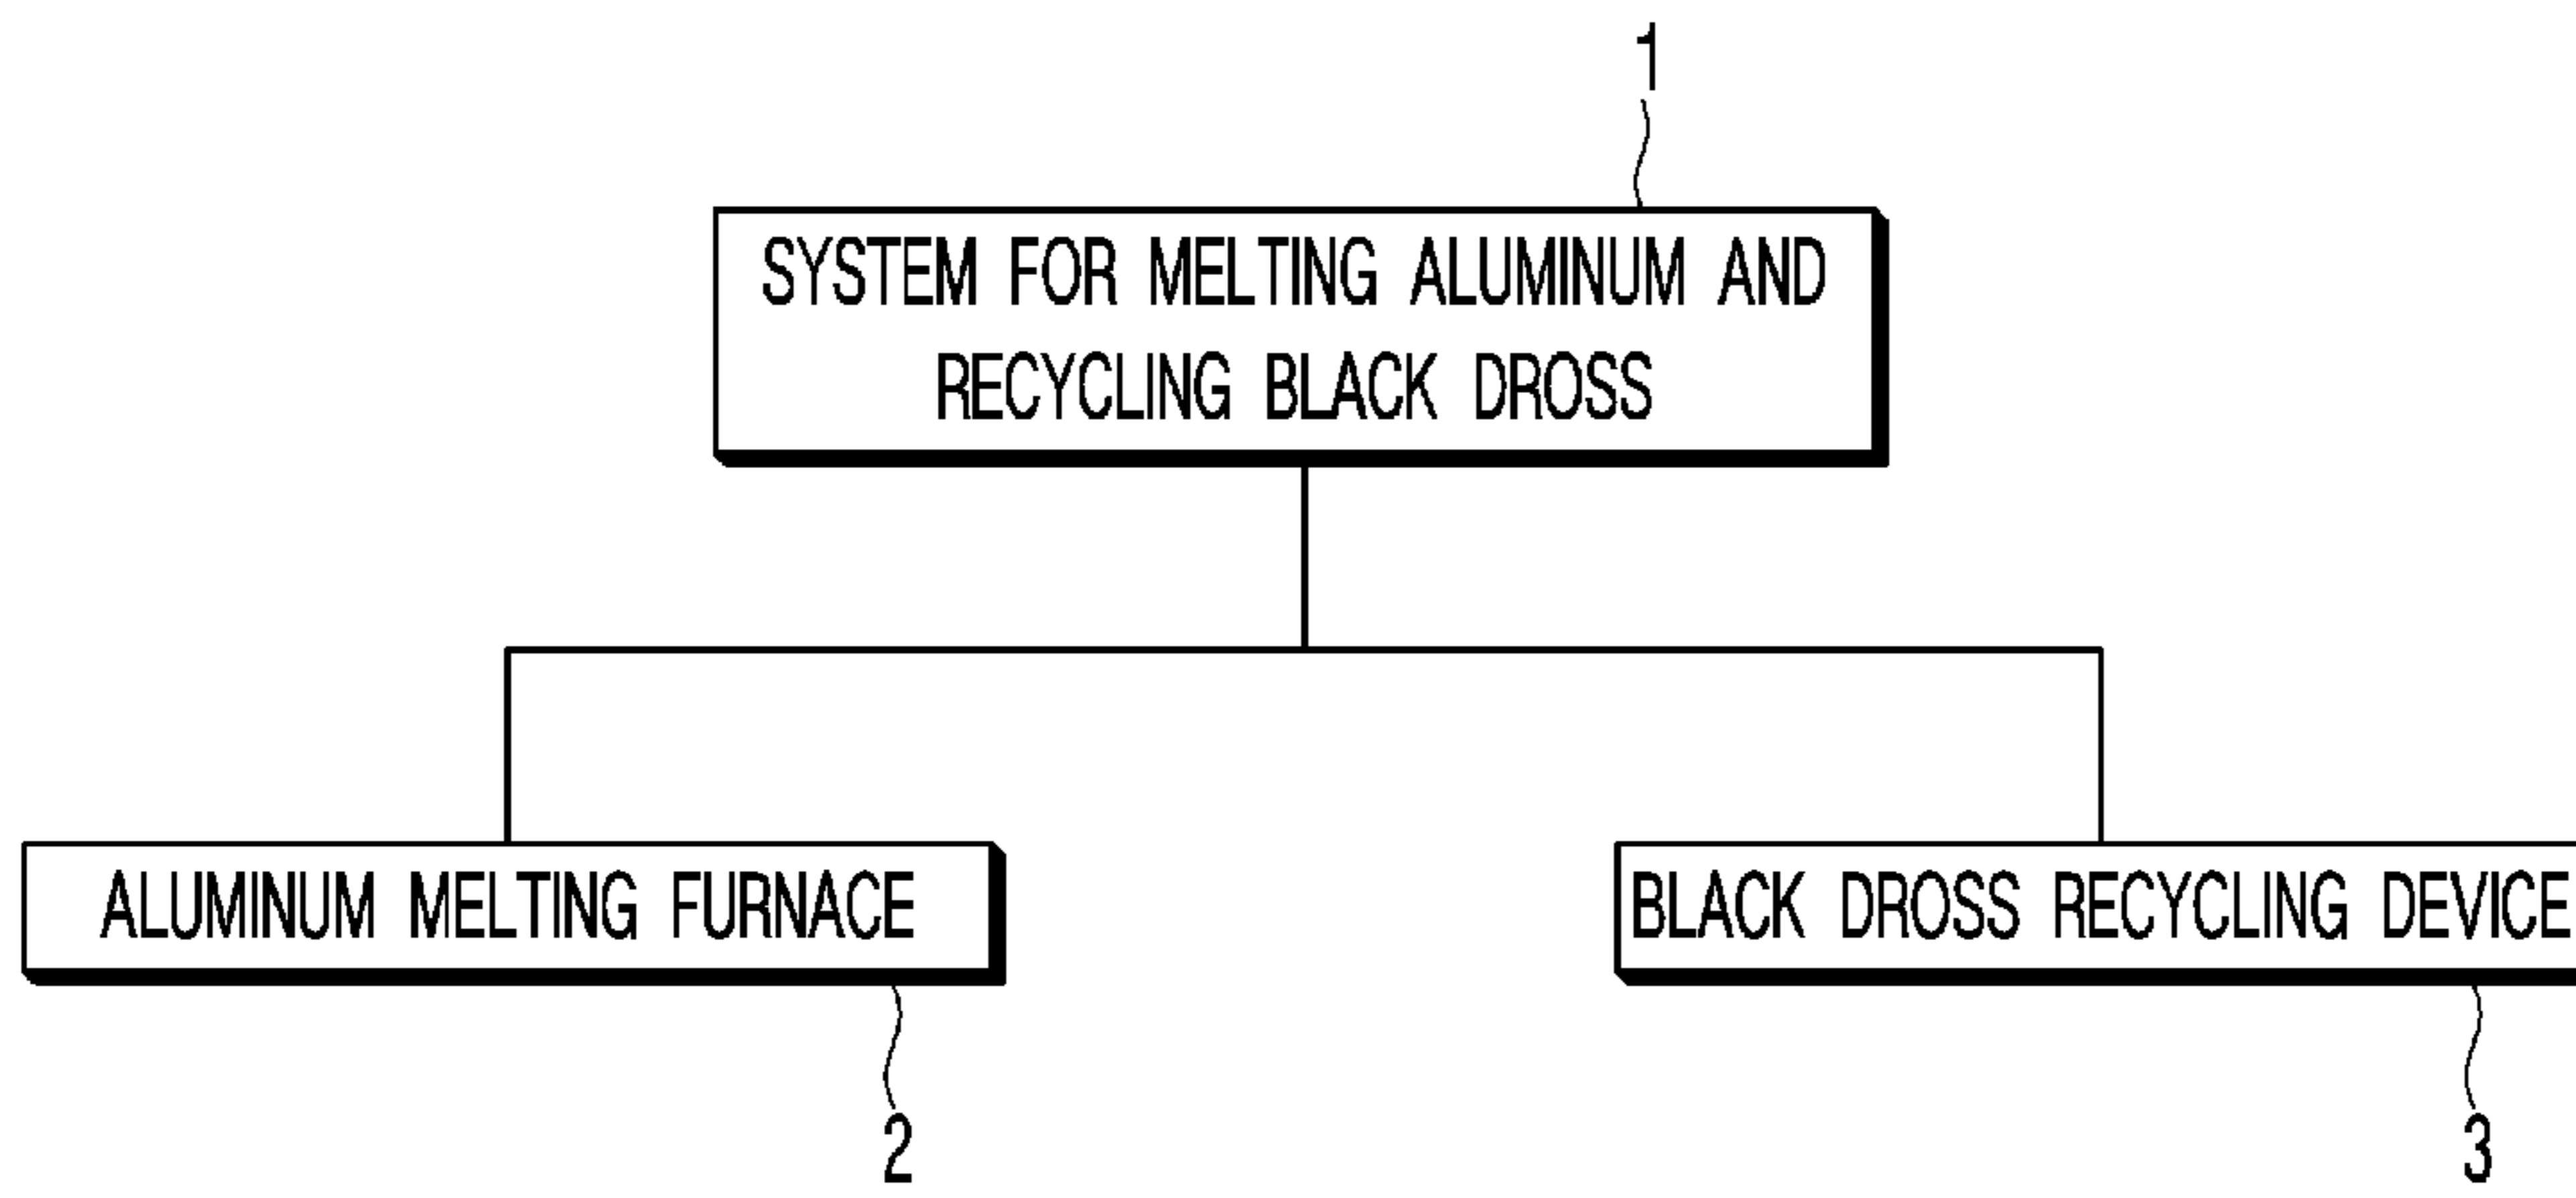 1
SYSTEM FOR MELTING ALUMINUM AND
RECYCLING BLACK DROSS
ALUMINUM MELTING FURNACE
BLACK DROSS RECYCLING DEVICE
2
3